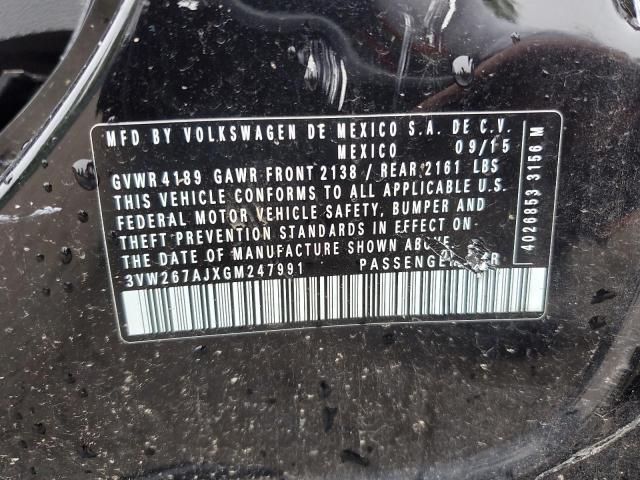 MFD BY VOLKSWAGEN DE MEXICO S.A. DE C.V.
MEXICO 09/15
GVWR 4189 GAWR FRONT 2138 / REAR 2161 LBS
THIS VEHICLE CONFORMS TO ALL APPLICABLE U.S.
FEDERAL MOTOR VEHICLE SAFETY, BUMPER AND
THEFT PREVENTION STANDARDS IN EFFECT ON
THE DATE OF MANUFACTURE SHOWN ABOVE
3VW267AJXGM247991
4026853 3156 M